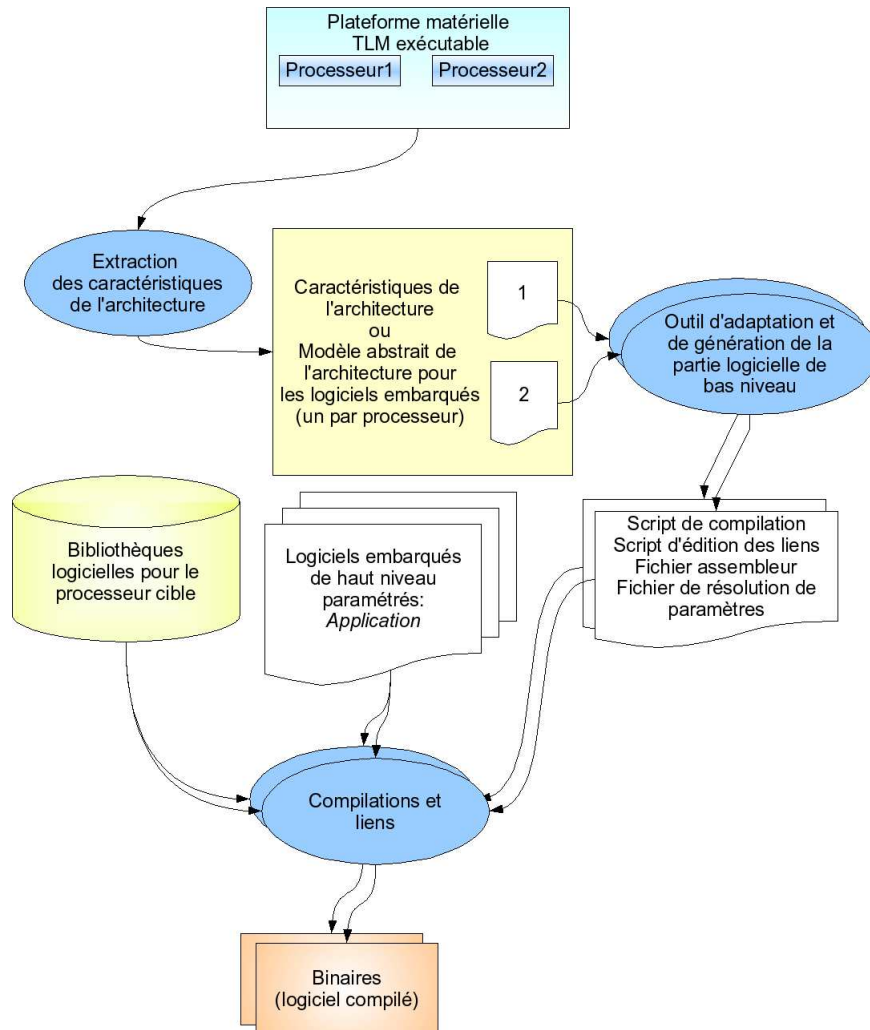 Plateforme matérielle
TLM exécutable
Processeur1
Processeur2
Extraction
des caractéristiques
de l'architecture
Caractéristiques de
l'architecture
ou
Modèle abstrait de
l'architecture pour
les logiciels embarqués
(un par processeur)
1
2
Outil d'adaptation et
de génération de la
partie logicielle de
bas niveau
Bibliothèques
logicielles pour le
processeur cible
Logiciels embarqués
de haut niveau
paramétrés:
Application
Script de compilation
Script d'édition des liens
Fichier assembleur
Fichier de résolution de
paramètres
Compilations et
liens
Binaires
(logiciel compilé)